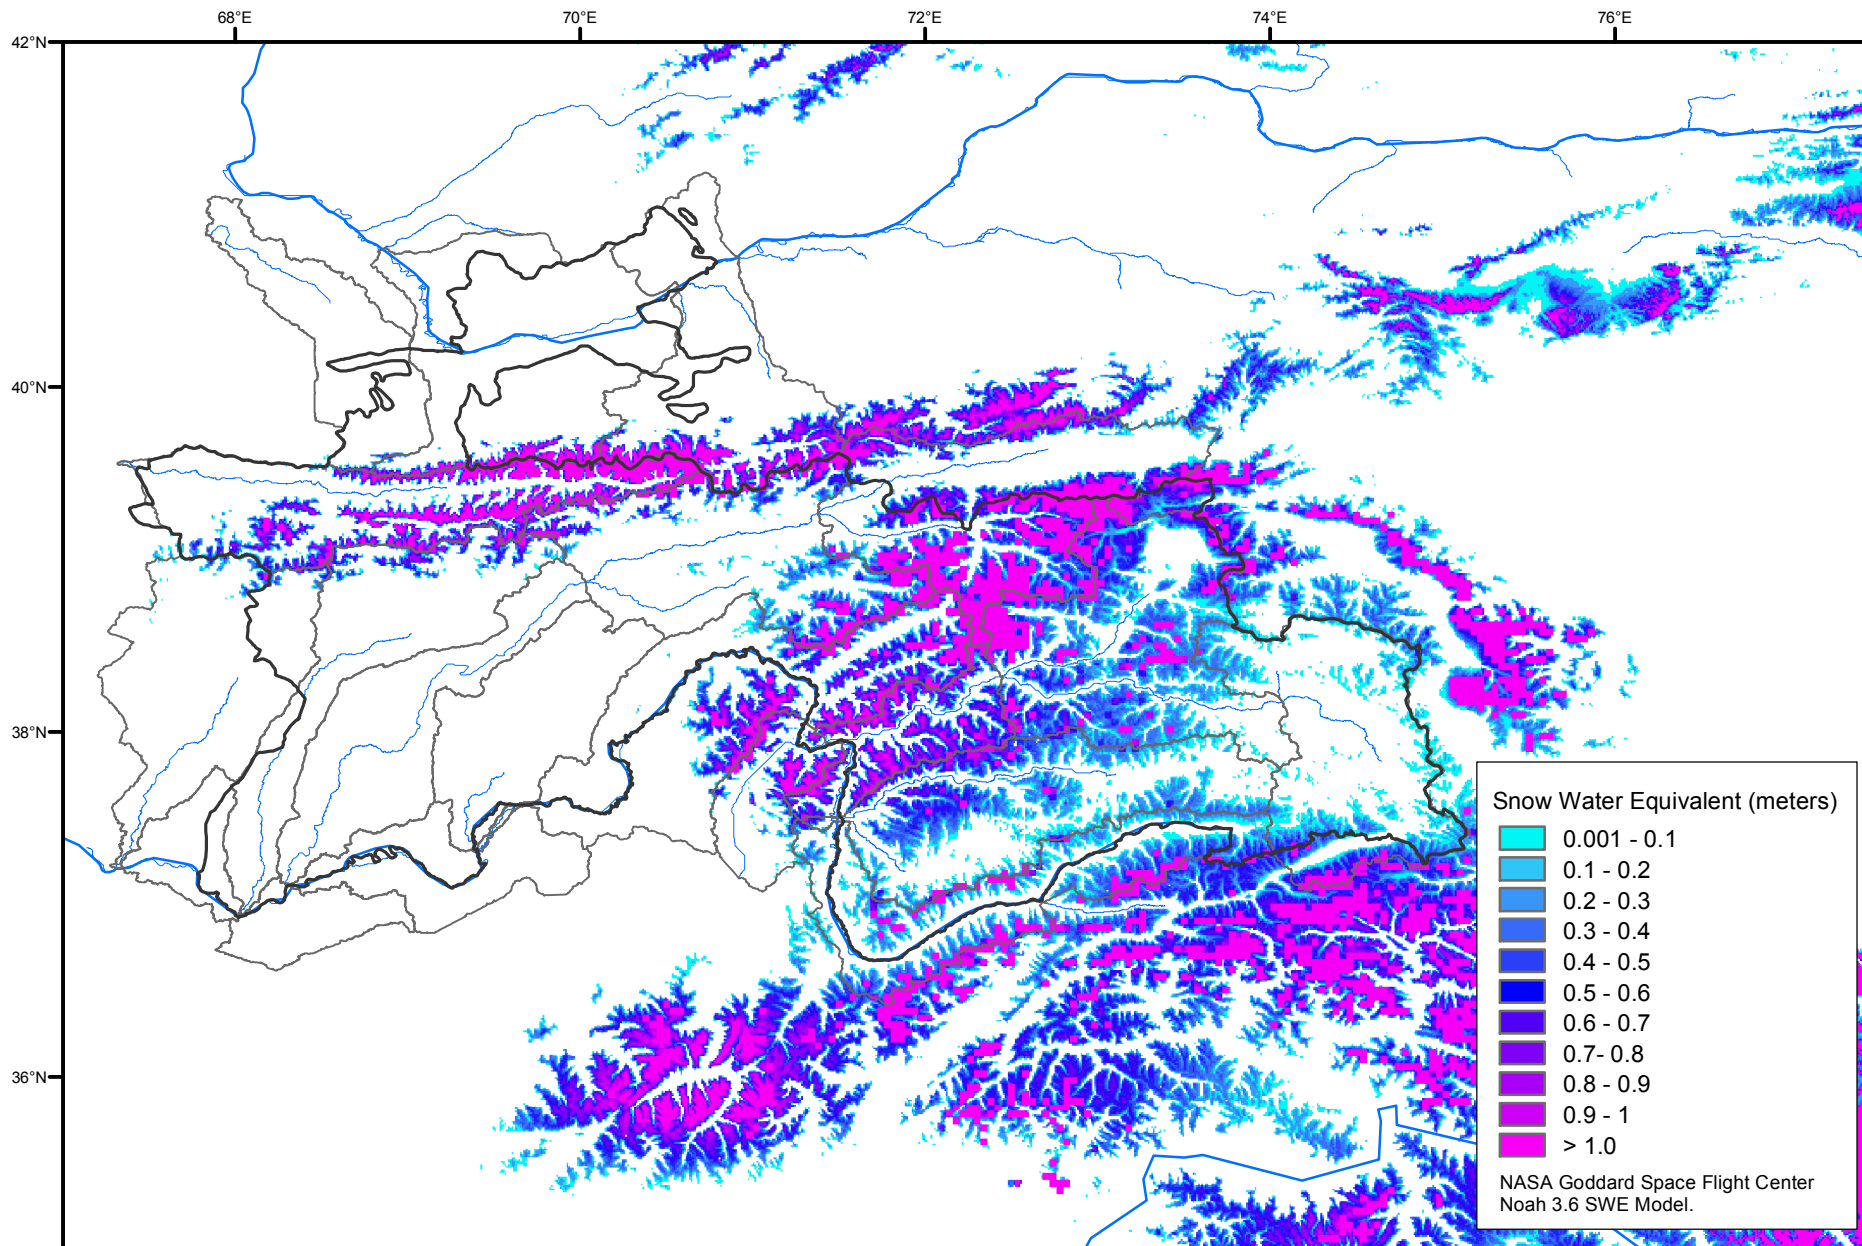 68°E
70°E
72°E
74°E
76°E
42°N
40°N
38°N
36°N
Snow Water Equivalent (meters)
0.001 - 0.1
0.1 - 0.2
0.2 - 0.3
0.3 - 0.4
0.4 - 0.5
0.5 - 0.6
0.6 - 0.7
0.7- 0.8
0.8 - 0.9
0.9 - 1
> 1.0
NASA Goddard Space Flight Center
Noah 3.6 SWE Model.